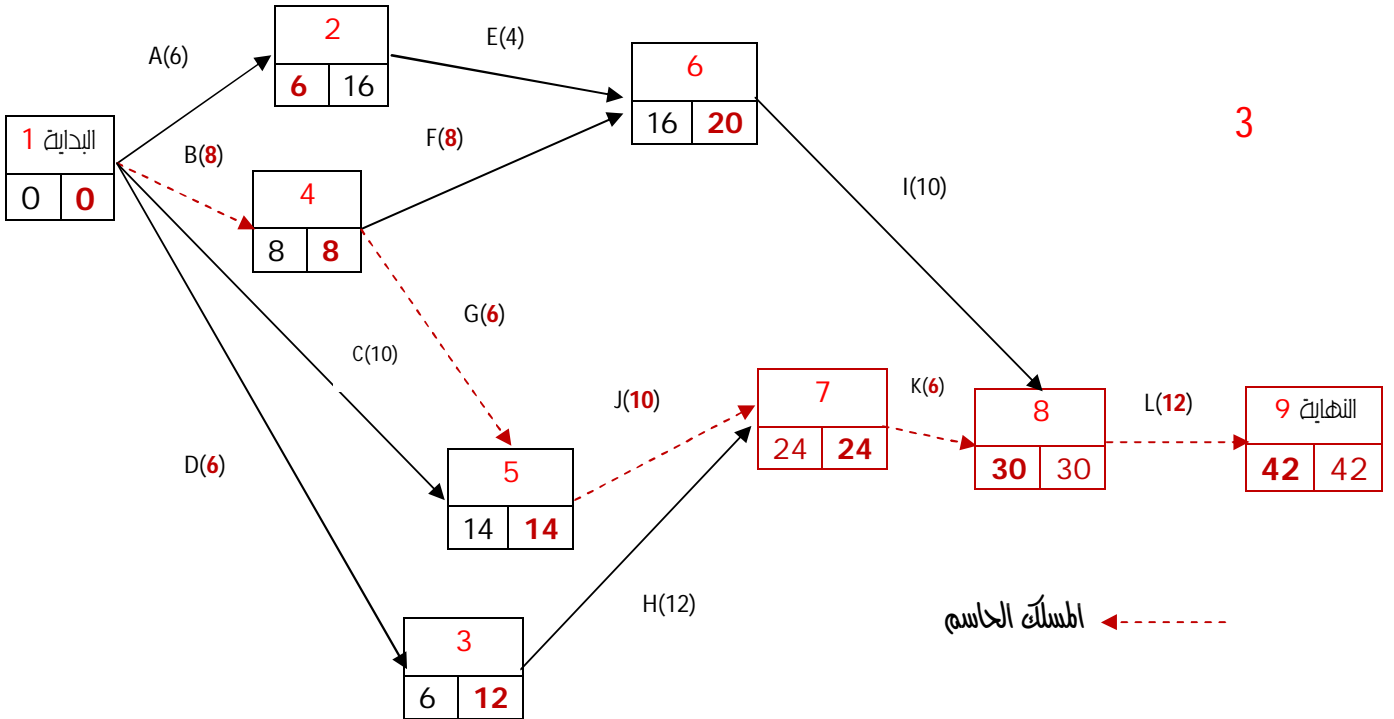 2
A(6)
E(4)
6 16
6
16 20
3
1 البداية
0 0
B(8)
F(8)
4
8 8
I(10)
G(6)
C(10)
J(10)
7
24 24
K(6)
8
30 30
L(12)
9 النهاية
42 42
D(6)
5
14 14
H(12)
المسلك الحاسم
3
6 12